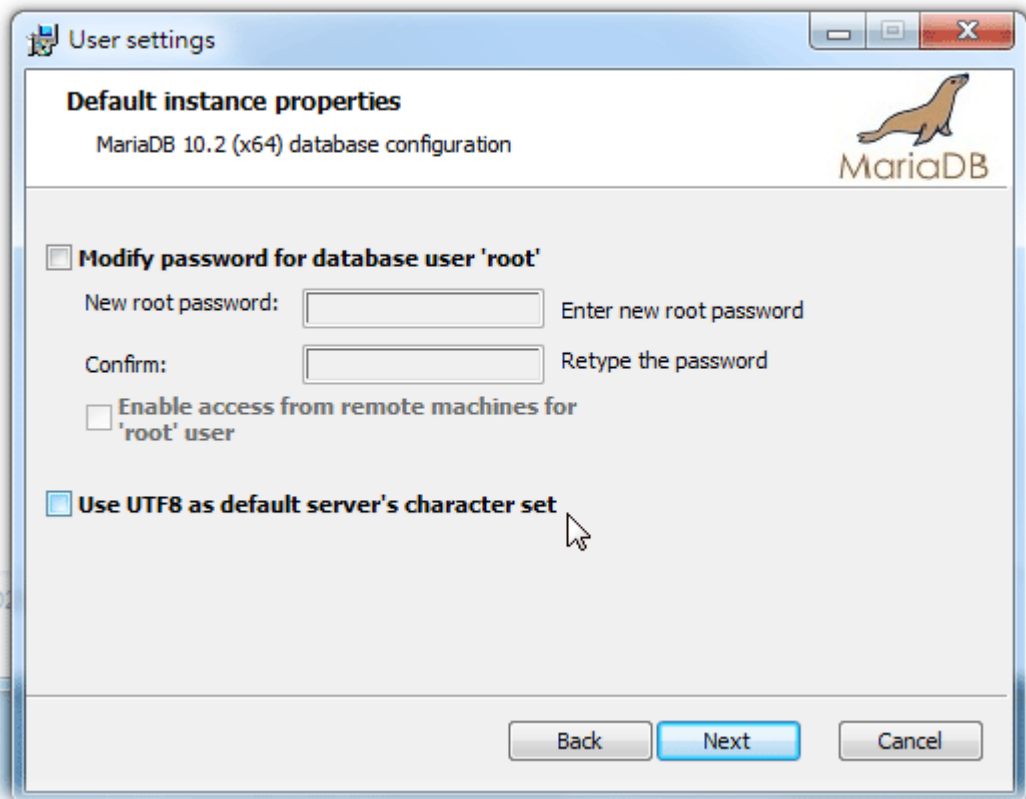 User settings
Default instance properties
MariaDB 10.2 (x64) database configuration
MariaDB
Modify password for database user 'root'
New root password:
Enter new root password
Confirm:
Retype the password
Enable access from remote machines for
'root' user
Use UTF8 as default server's character set
Back
Next
Cancel